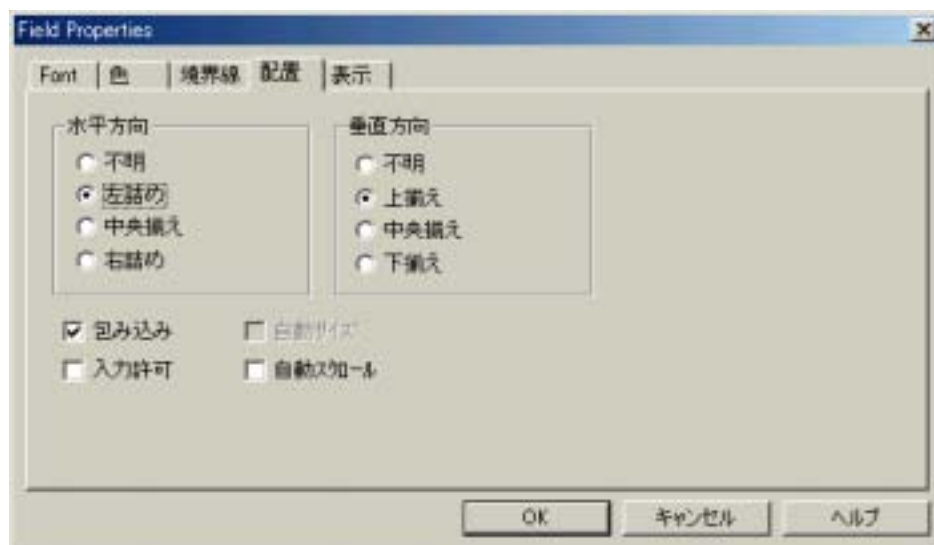 Field Properties
Font 色 境界線 配置 表示
水平方向 垂直方向
不明 不明
左詰め 上揃え
中央揃え 中央揃え
右詰め 下揃え
包み込み 自動サイズ
入力許可 自動スクロール
OK キャンセル ヘルプ